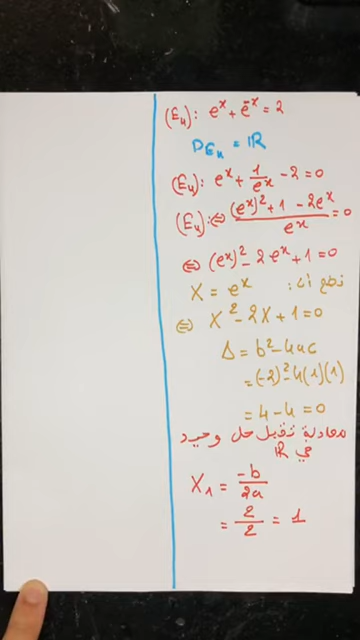 (E₄): eˣ + e⁻ˣ = 2
D_E₄ = ℝ
(E₄): eˣ + 1/eˣ - 2 = 0
(E₄): ⇔ ((eˣ)² + 1 - 2eˣ)/eˣ = 0
⇔ (eˣ)² - 2eˣ + 1 = 0
نضع أن: X = eˣ
⇔ X² - 2X + 1 = 0
Δ = b² - 4ac
= (-2)² - 4(1)(1)
= 4 - 4 = 0
معادلة تقبل حل وحيد
في ℝ
X₁ = -b/2a
= 2/2 = 1